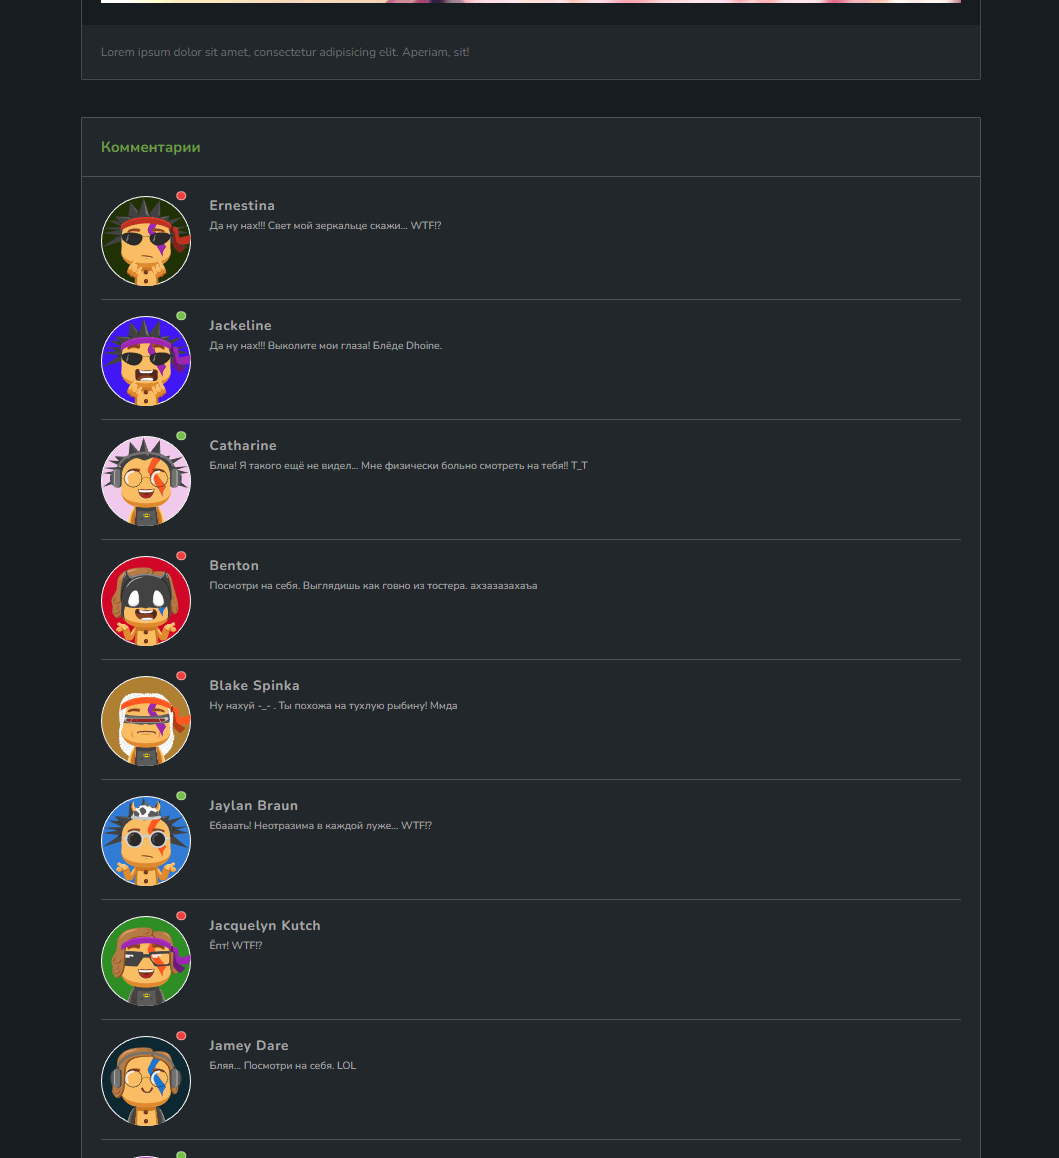 Lorem ipsum dolor sit amet, consectetur adipisicing elit. Aperiam, sit!
Комментарии
Ernestina
Да ну нах!!! Свет мой зеркальце скажи... WTF!?
Jackeline
Да ну нах!!! Выколите мои глаза! Блёде Dhoine.
Catharine
Блиа! Я такого ещё не видел... Мне физически больно смотреть на тебя!! T_T
Benton
Посмотри на себя. Выглядишь как говно из тостера. ахзазазахаъа
Blake Spinka
Ну нахуй -_- . Ты похожа на тухлую рыбину! Ммда
Jaylan Braun
Ебааать! Неотразима в каждой луже... WTF!?
Jacquelyn Kutch
Ёпт! WTF!?
Jamey Dare
Бляя... Посмотри на себя. LOL